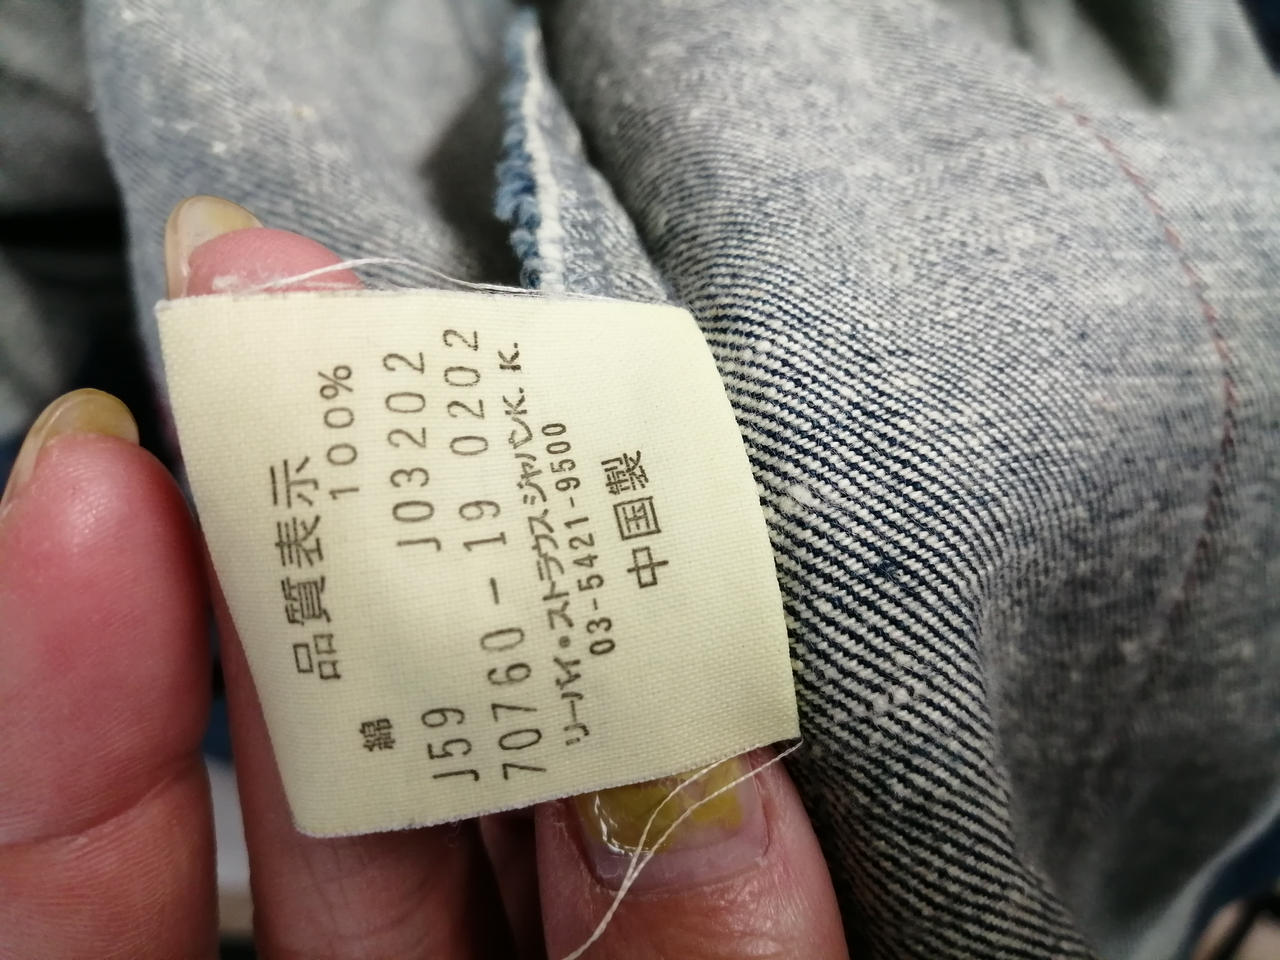 品質表示
綿 100%
J59 J03202
70760-19 0202
リーバイ・ストラウスジャパンK.K.
03-5421-9500
中国製